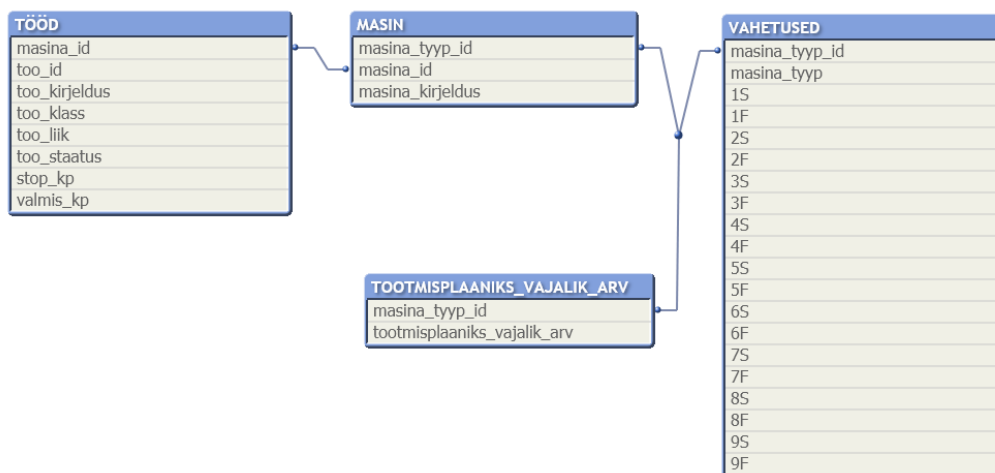 TÖÖD
masina_id
too_id
too_kirjeldus
too_klass
too_liik
too_staatus
stop_kp
valmis_kp
MASIN
masina_tyyp_id
masina_id
masina_kirjeldus
TOOTMISPLAANIKS_VAJALIK_ARV
masina_tyyp_id
tootmisplaaniks_vajalik_arv
VAHETUSED
masina_tyyp_id
masina_tyyp
1S
1F
2S
2F
3S
3F
4S
4F
5S
5F
6S
6F
7S
7F
8S
8F
9S
9F